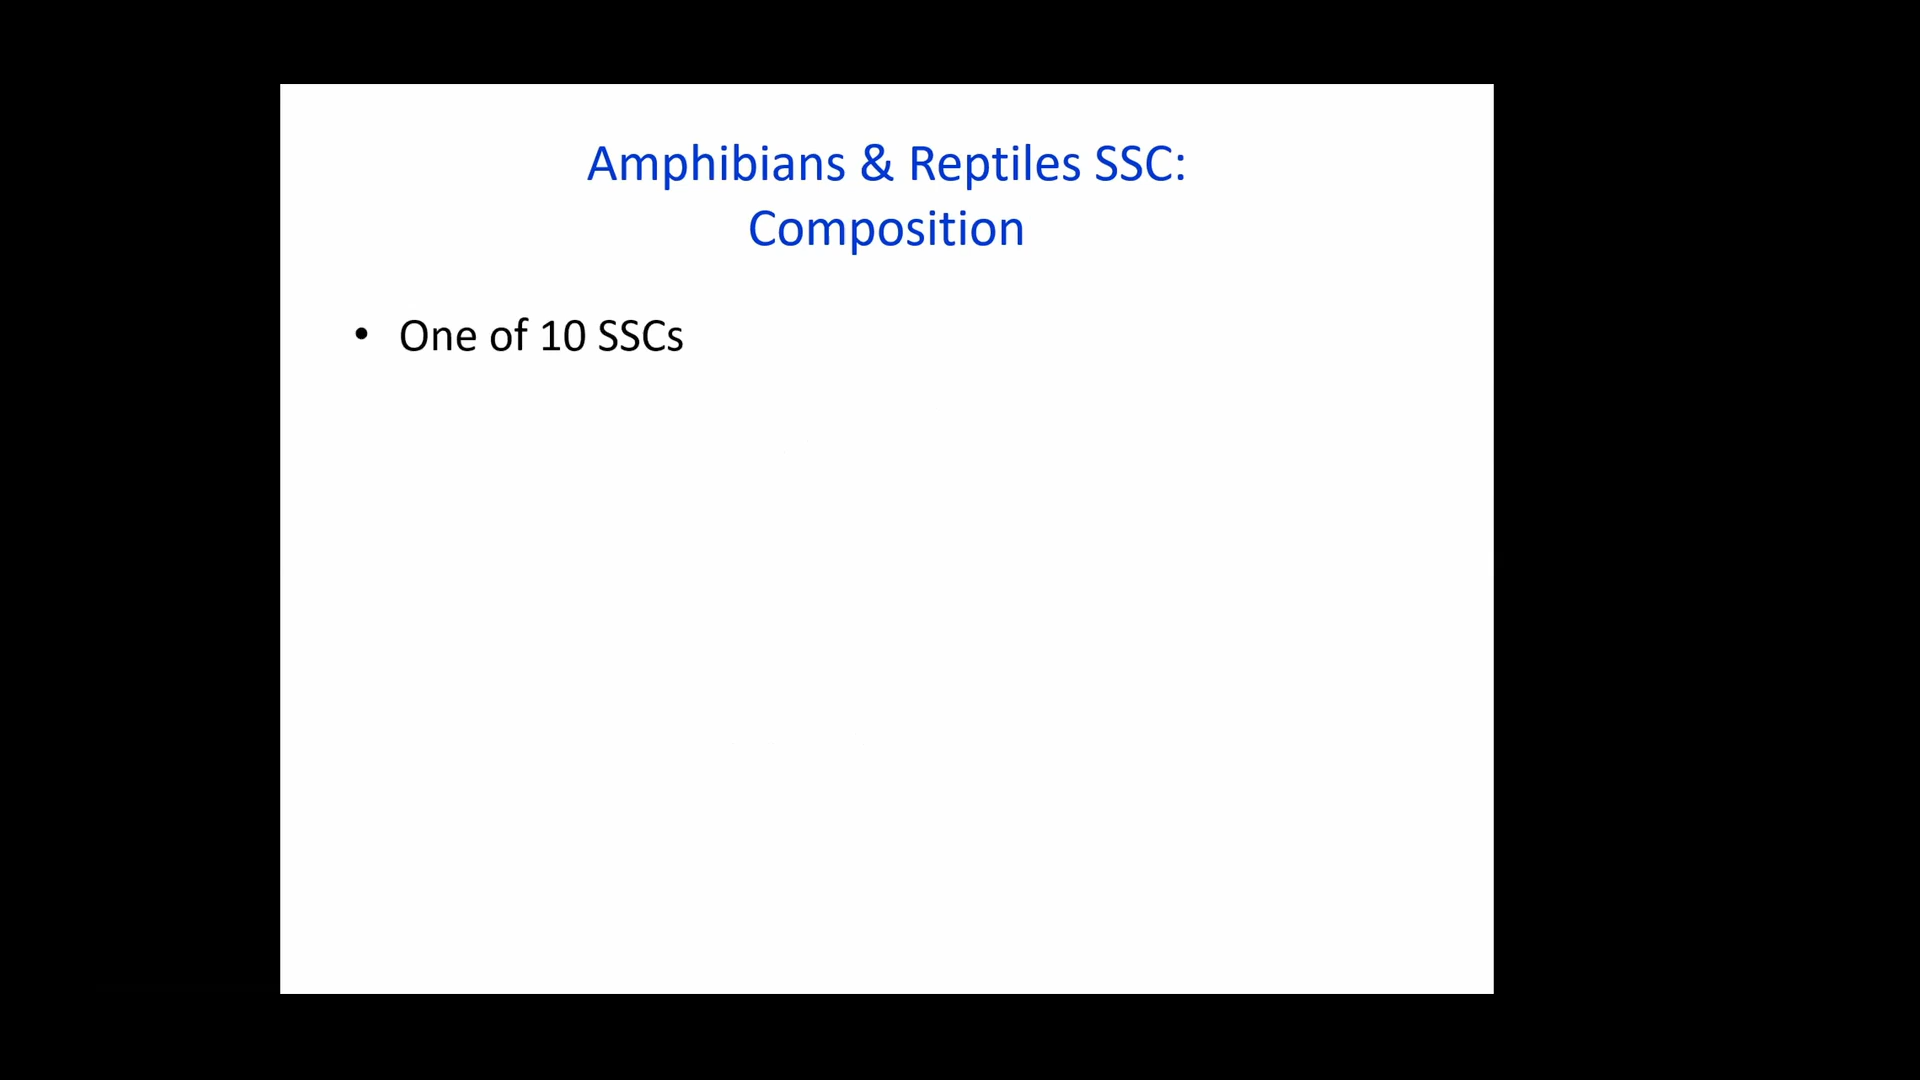 Amphibians & Reptiles SSC:
Composition
• One of 10 SSCs